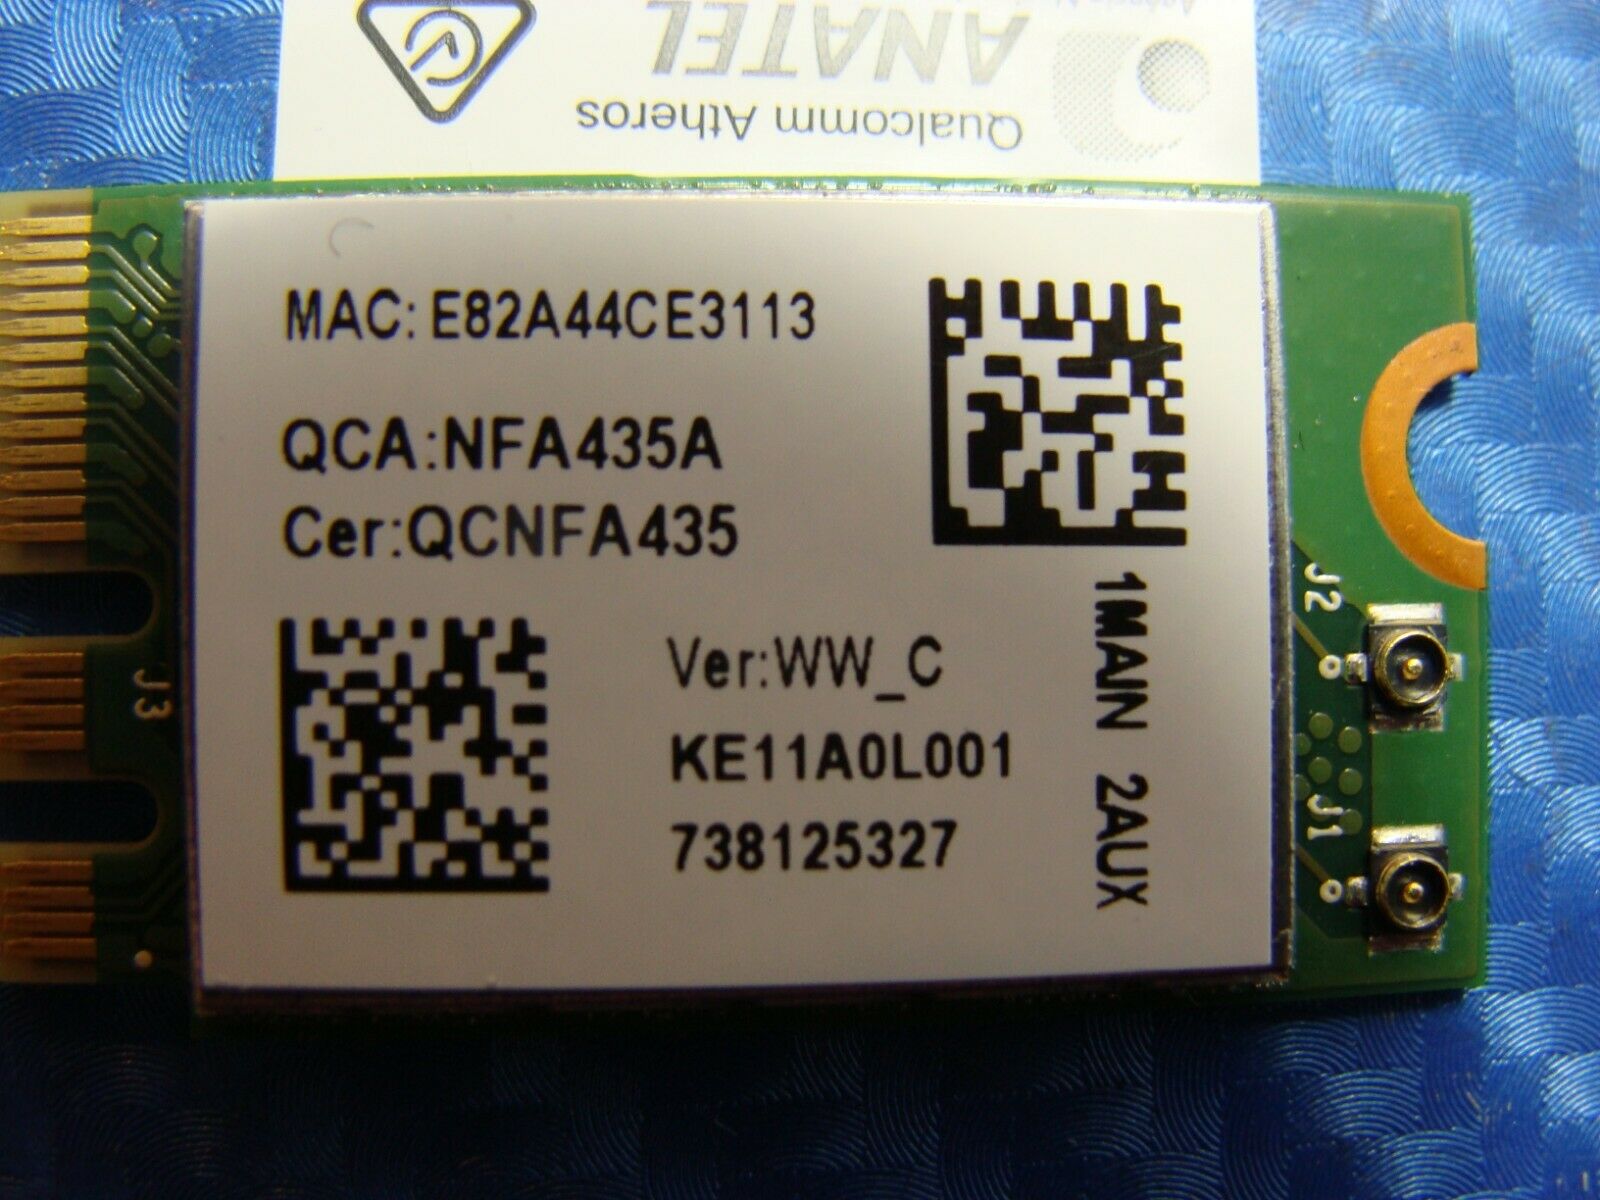 ANATEL
Qualcomm Atheros
MAC: E82A44CE3113
QCA:NFA435A
Cer:QCNFA435
Ver:WW_C
KE11A0L001
738125327
1MAIN 2AUX
J2
J1
J3